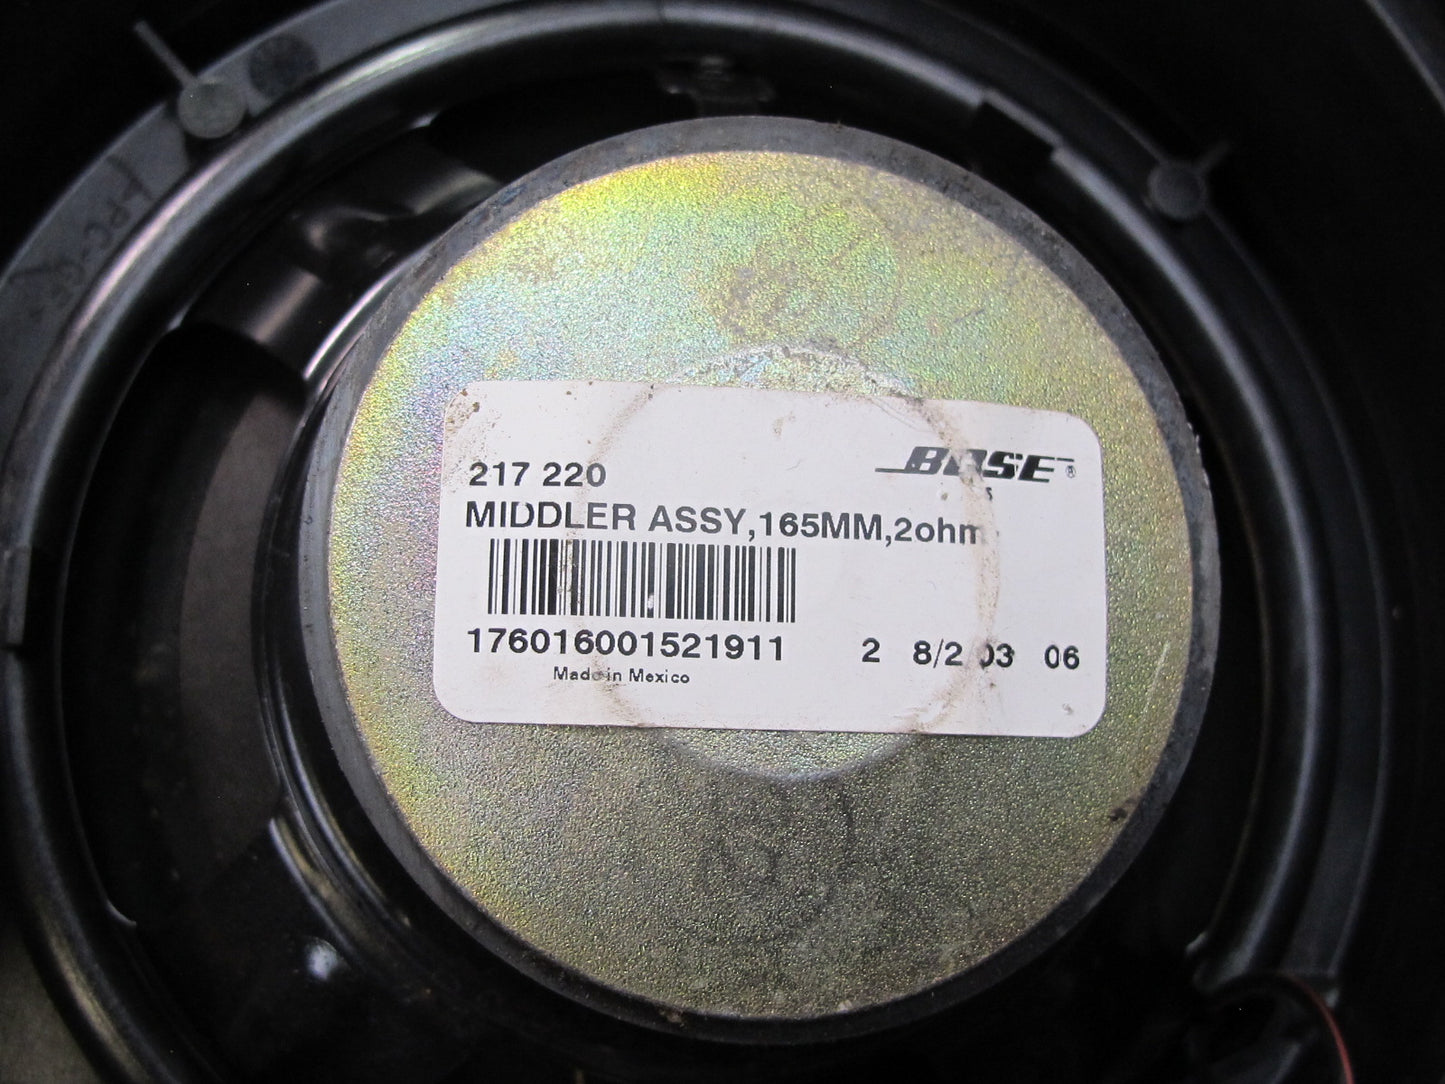 BOSE®
217 220
MIDDLER ASSY,165MM,2ohm
176016001521911
2 8/2 03 06
Made in Mexico